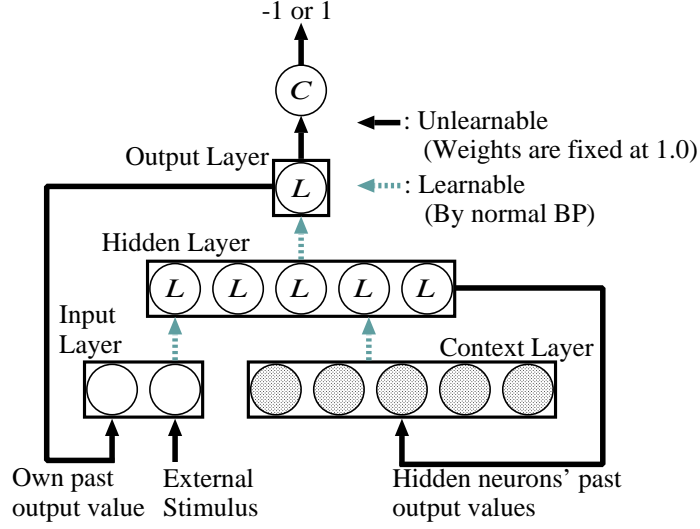 -1 or 1
C
: Unlearnable
(Weights are fixed at 1.0)
Output Layer
L
: Learnable
(By normal BP)
Hidden Layer
L L L L L
Input
Layer
Context Layer
Own past
output value
External
Stimulus
Hidden neurons' past
output values